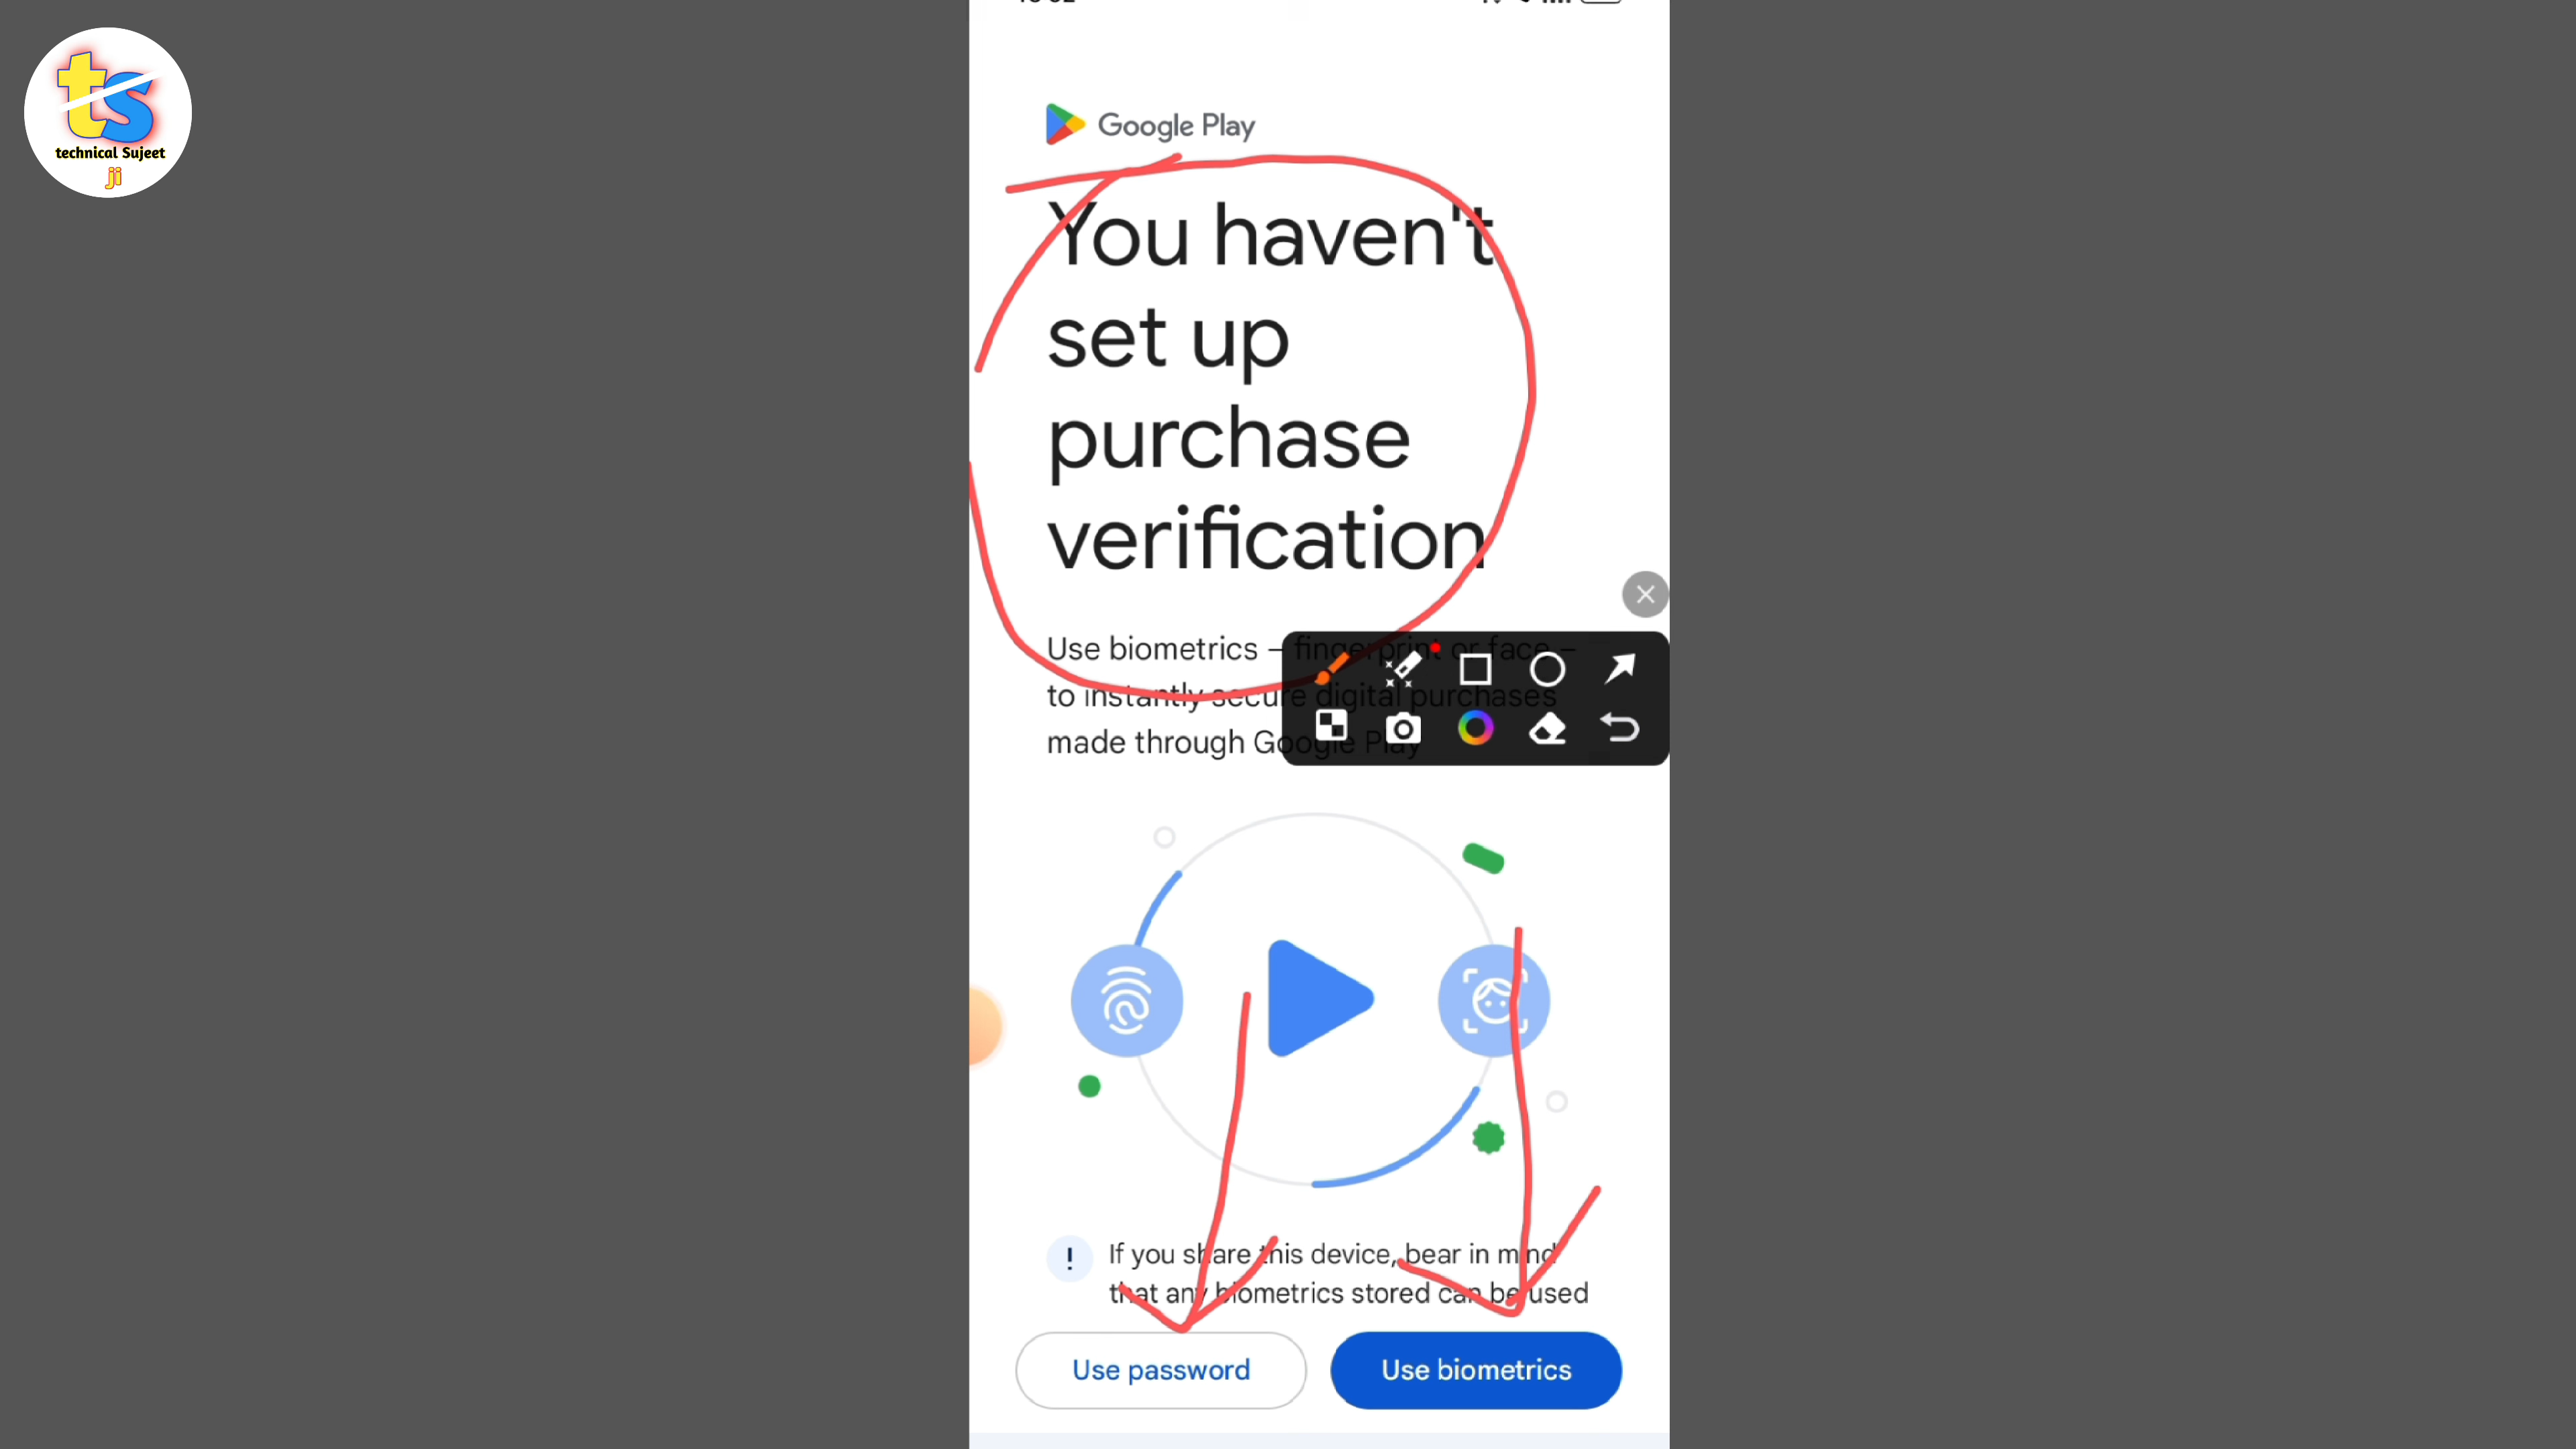 ts
technical Sujeet
ji
Google Play
You haven't
set up
purchase
verification
Use biometrics – fingerprint or face –
to instantly secure digital purchases
made through Google Play
If you share this device, bear in mind
that any biometrics stored can be used
Use password
Use biometrics